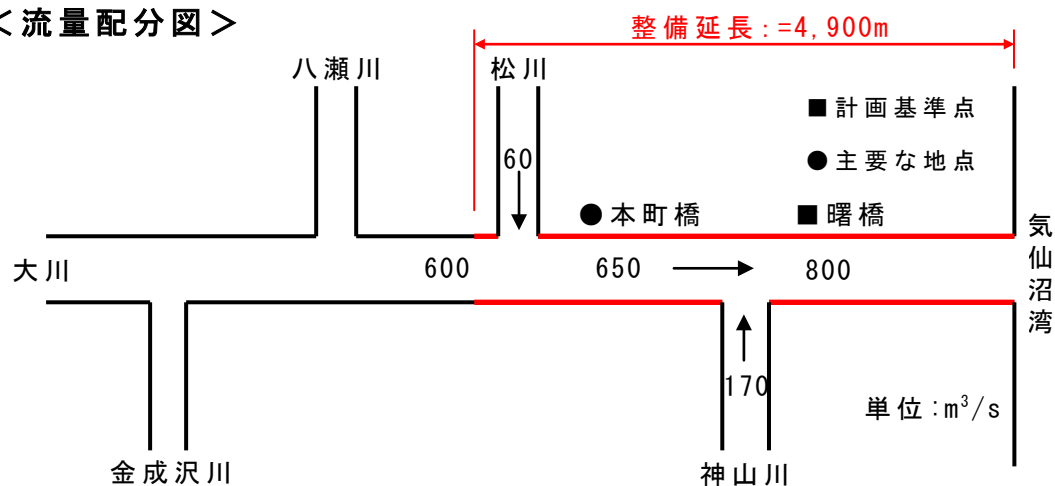 ＜流量配分図＞
整備延長:=4,900m
八瀬川
松川
■計画基準点
●主要な地点
60
●本町橋
■曙橋
気仙沼湾
大川
600
650
800
170
単位:m³/s
金成沢川
神山川